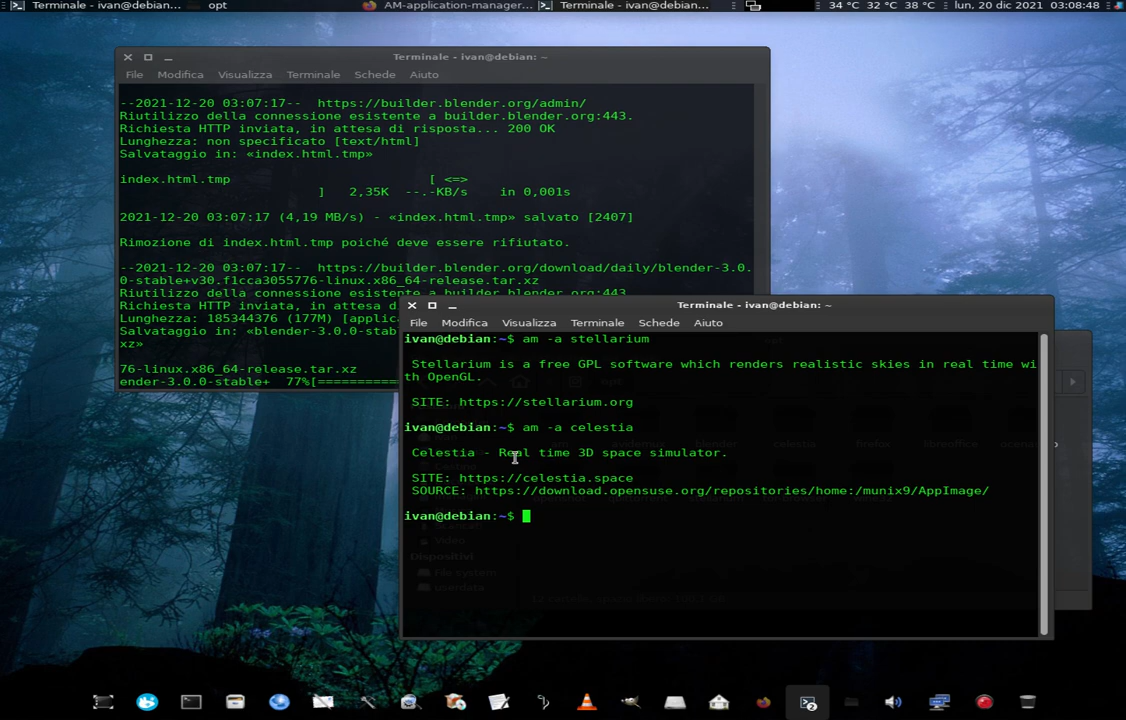 Terminale - ivan@debian:...
opt
AM-application-manager...
Terminale - ivan@debian:...
34 °C 32 °C 38 °C
lun, 20 dic 2021
03:08:48
Terminale - ivan@debian: ~
File Modifica Visualizza Terminale Schede Aiuto
--2021-12-20 03:07:17-- https://builder.blender.org/admin/
Riutilizzo della connessione esistente a builder.blender.org:443.
Richiesta HTTP inviata, in attesa di risposta... 200 OK
Lunghezza: non specificato [text/html]
Salvataggio in: «index.html.tmp»
index.html.tmp [ <=>
] 2,35K --.-KB/s in 0,001s
2021-12-20 03:07:17 (4,19 MB/s) - «index.html.tmp» salvato [2407]
Rimozione di index.html.tmp poiché deve essere rifiutato.
--2021-12-20 03:07:17-- https://builder.blender.org/download/daily/blender-3.0.
0-stable+v30.f1cca3055776-linux.x86_64-release.tar.xz
Riutilizzo della connessione esistente a builder.blender.org:443.
Richiesta HTTP inviata, in attesa di
Lunghezza: 185344376 (177M) [applic
Salvataggio in: «blender-3.0.0-stab
xz»
76-linux.x86_64-release.tar.xz
ender-3.0.0-stable+ 77%[==========
Terminale - ivan@debian: ~
File Modifica Visualizza Terminale Schede Aiuto
ivan@debian:~$ am -a stellarium
Stellarium is a free GPL software which renders realistic skies in real time wi
th OpenGL.
SITE: https://stellarium.org
ivan@debian:~$ am -a celestia
Celestia - Real time 3D space simulator.
SITE: https://celestia.space
SOURCE: https://download.opensuse.org/repositories/home:/munix9/AppImage/
ivan@debian:~$
Video
Dispositivi
File system
userdata